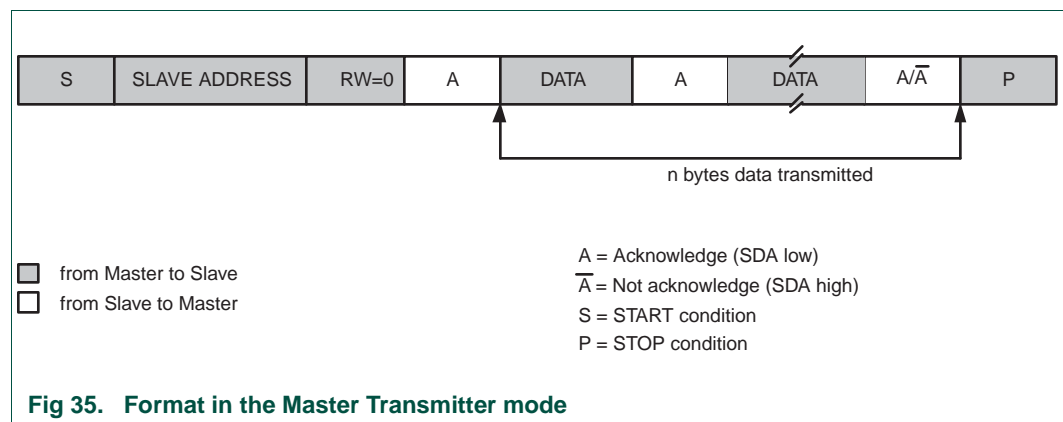 S SLAVE ADDRESS RW=0 A DATA A DATA A/A̅ P
n bytes data transmitted
from Master to Slave
from Slave to Master
A = Acknowledge (SDA low)
A̅ = Not acknowledge (SDA high)
S = START condition
P = STOP condition
Fig 35. Format in the Master Transmitter mode